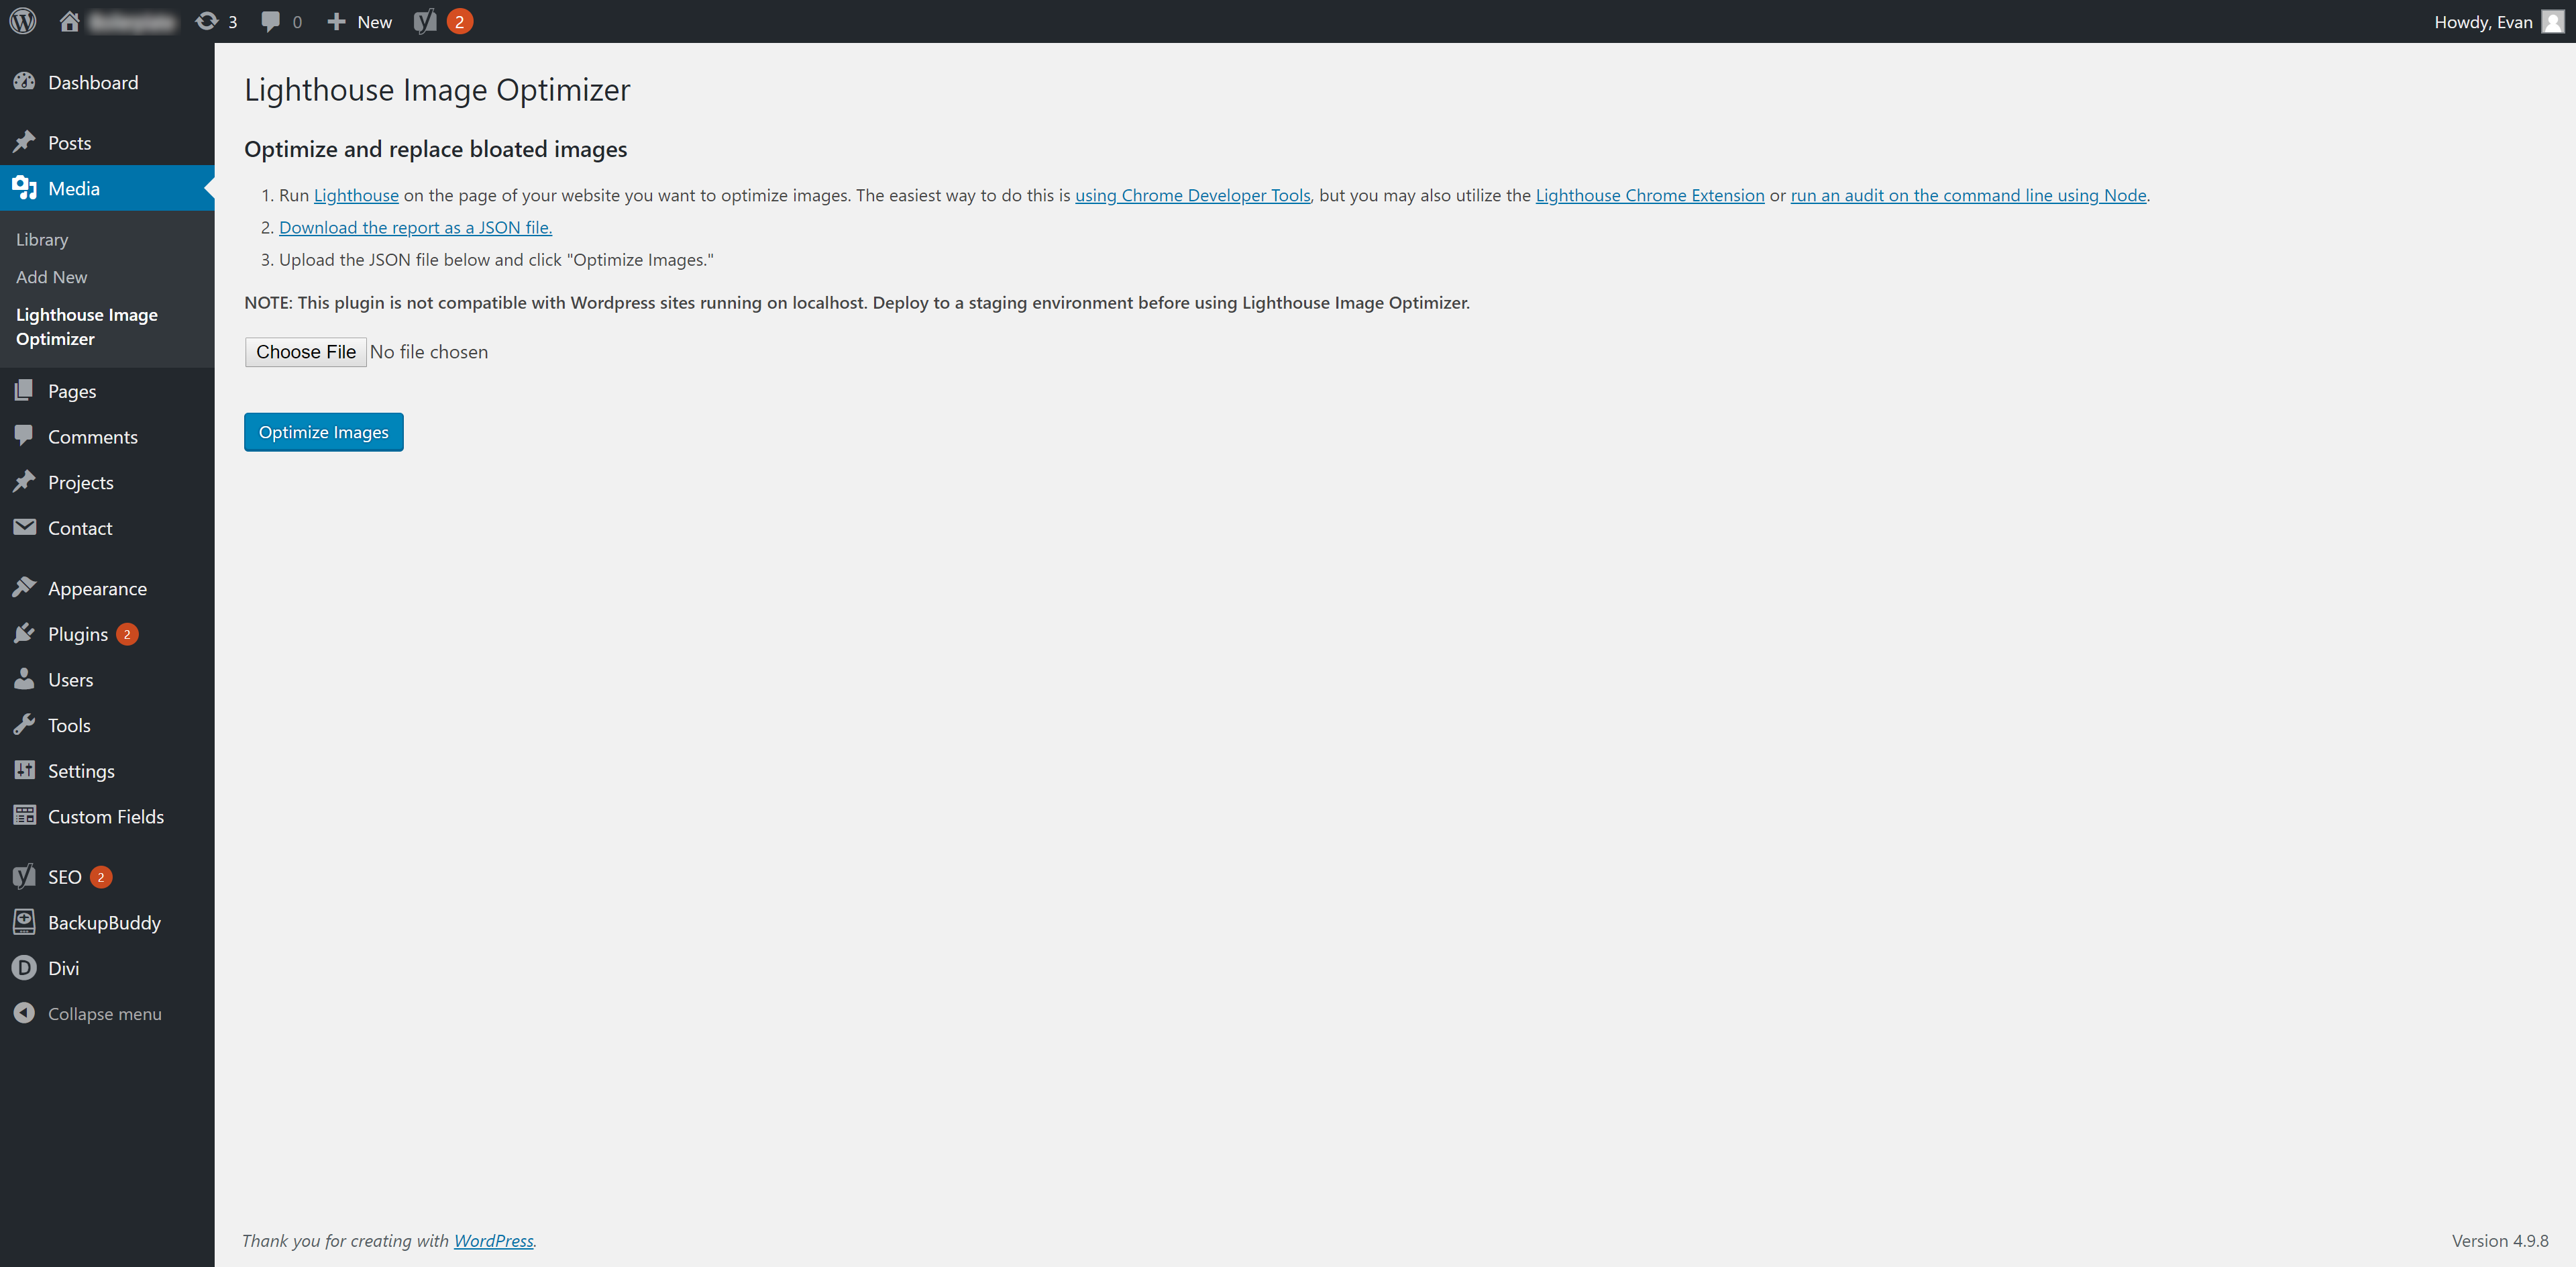 3
0
New
2
Howdy, Evan
Dashboard
Posts
Media
Library
Add New
Lighthouse Image
Optimizer
Pages
Comments
Projects
Contact
Appearance
Plugins 2
Users
Tools
Settings
Custom Fields
SEO 2
BackupBuddy
Divi
Collapse menu
Lighthouse Image Optimizer
Optimize and replace bloated images
1. Run Lighthouse on the page of your website you want to optimize images. The easiest way to do this is using Chrome Developer Tools, but you may also utilize the Lighthouse Chrome Extension or run an audit on the command line using Node.
2. Download the report as a JSON file.
3. Upload the JSON file below and click "Optimize Images."
NOTE: This plugin is not compatible with Wordpress sites running on localhost. Deploy to a staging environment before using Lighthouse Image Optimizer.
Choose File No file chosen
Optimize Images
Thank you for creating with WordPress.
Version 4.9.8